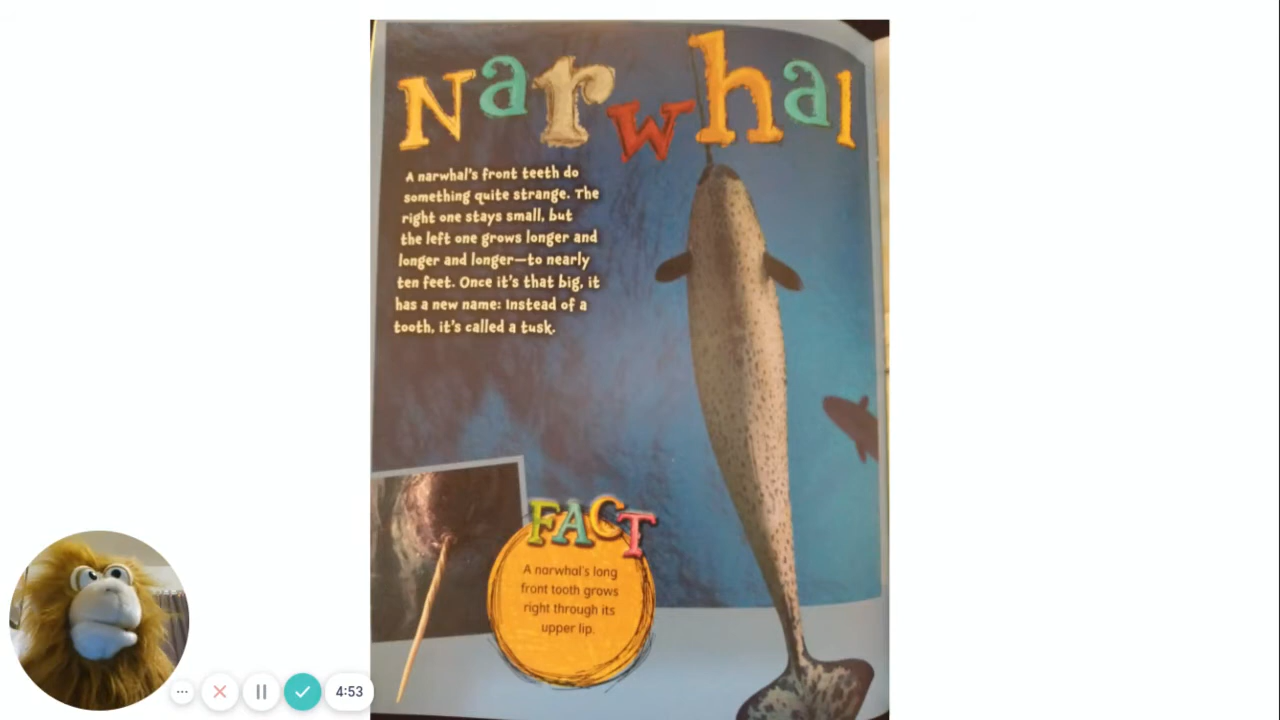 Narwhal
A narwhal's front teeth do
something quite strange. The
right one stays small, but
the left one grows longer and
longer and longer—to nearly
ten feet. Once it's that big, it
has a new name: Instead of a
tooth, it's called a tusk.
FACT
A narwhal's long
front tooth grows
right through its
upper lip.
4:53